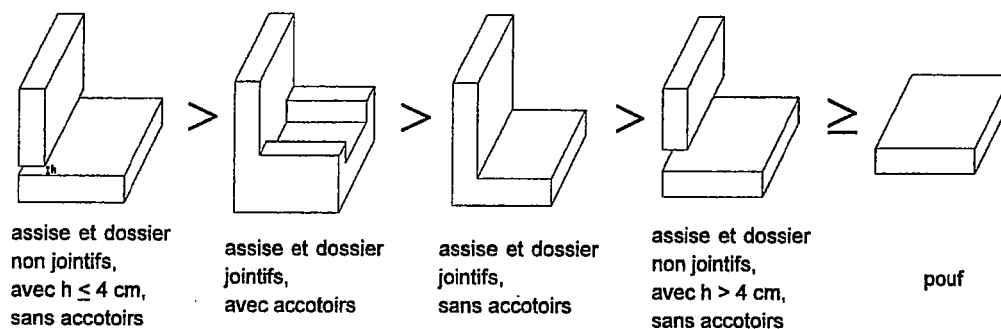 h
>
>
>
≥
assise et dossier
non jointifs,
avec h ≤ 4 cm,
sans accotoirs
assise et dossier
jointifs,
avec accotoirs
assise et dossier
jointifs,
sans accotoirs
assise et dossier
non jointifs,
avec h > 4 cm,
sans accotoirs
pouf